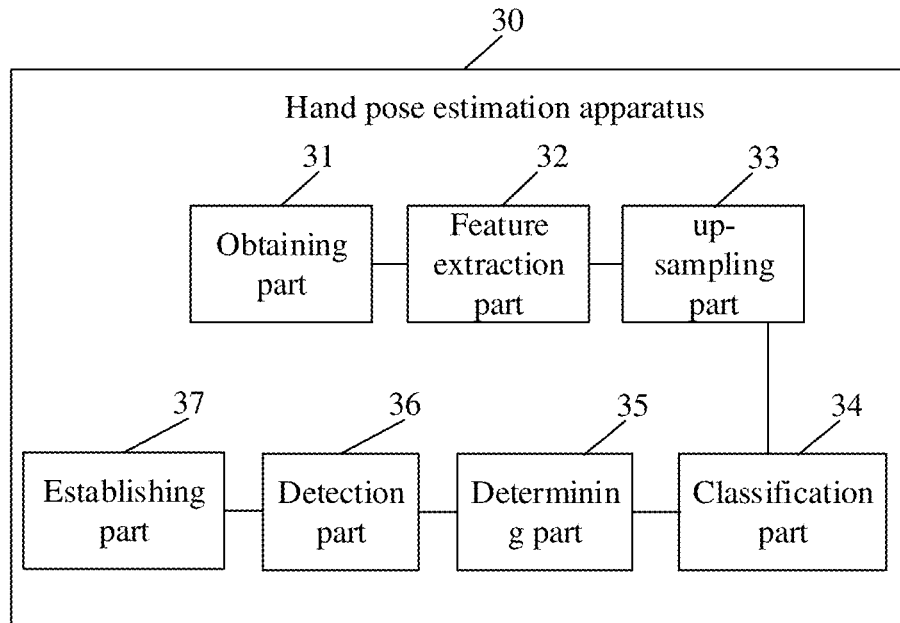 30
Hand pose estimation apparatus
31
32
33
Obtaining
part
Feature
extraction
part
up-
sampling
part
37
36
35
34
Establishing
part
Detection
part
Determinin
g part
Classification
part